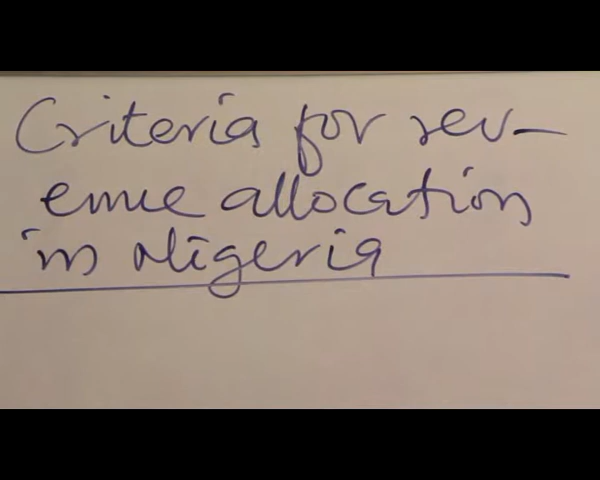 Criteria for rev-
enue allocation
in Nigeria